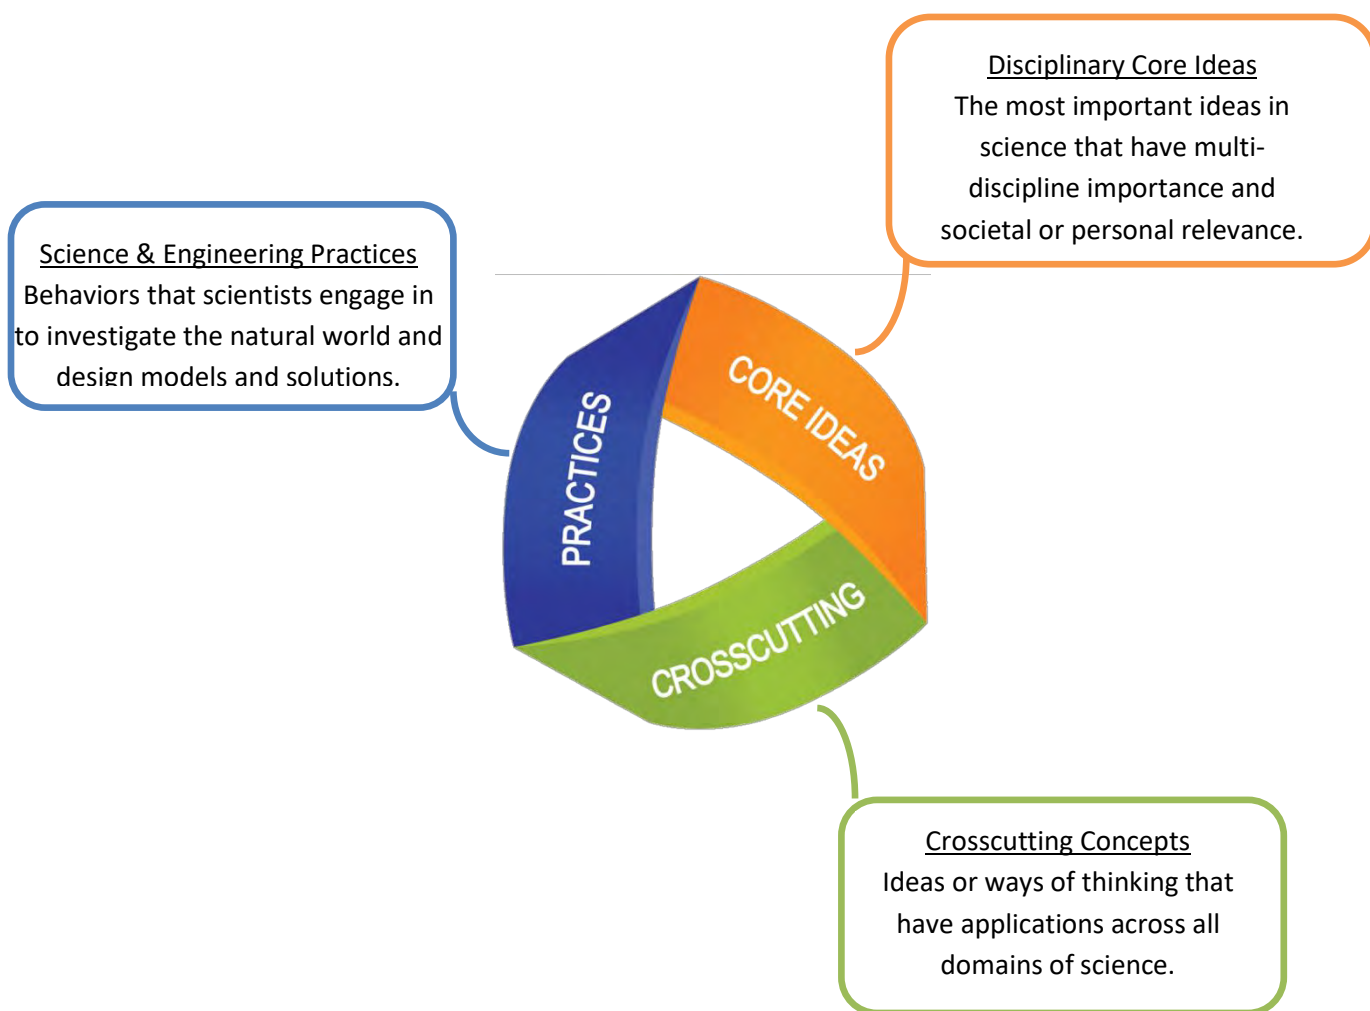 Disciplinary Core Ideas
The most important ideas in
science that have multi-
discipline importance and
societal or personal relevance.
Science & Engineering Practices
Behaviors that scientists engage in
to investigate the natural world and
design models and solutions.
PRACTICES
CORE IDEAS
CROSSCUTTING
Crosscutting Concepts
Ideas or ways of thinking that
have applications across all
domains of science.